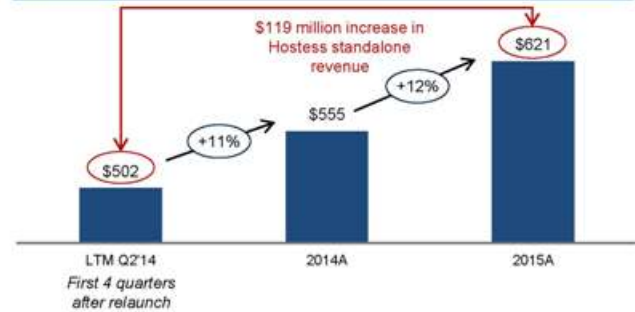 $119 million increase in
Hostess standalone
revenue
$621
+12%
$555
+11%
$502
LTM Q2'14
2014A
2015A
First 4 quarters
after relaunch